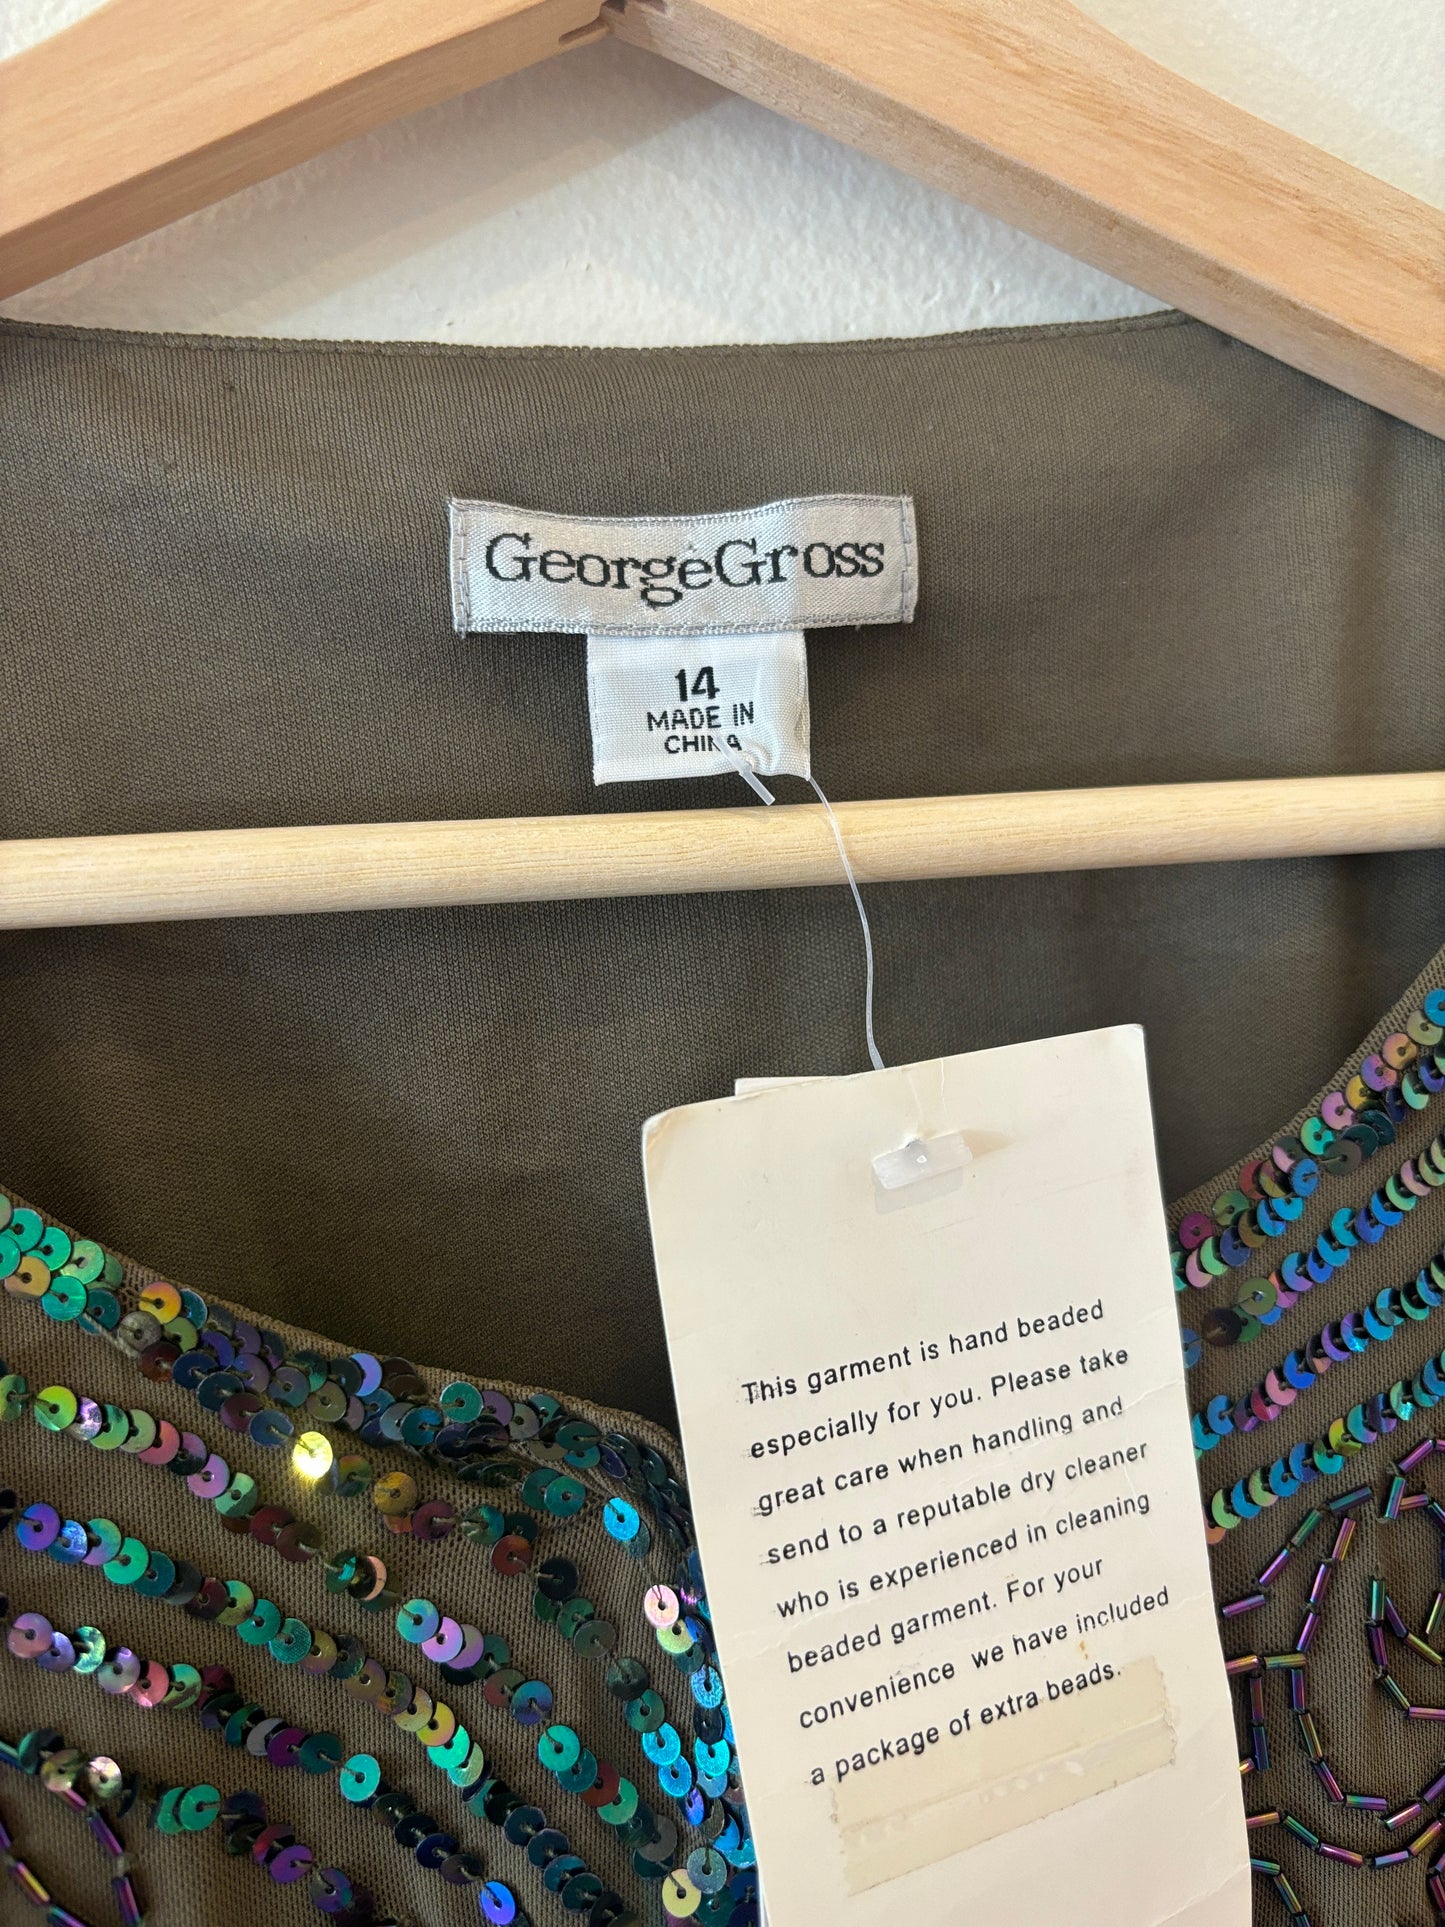 GeorgeGross
14
MADE IN
CHINA
This garment is hand beaded
especially for you. Please take
great care when handling and
send to a reputable dry cleaner
who is experienced in cleaning
beaded garment. For your
convenience we have included
a package of extra beads.